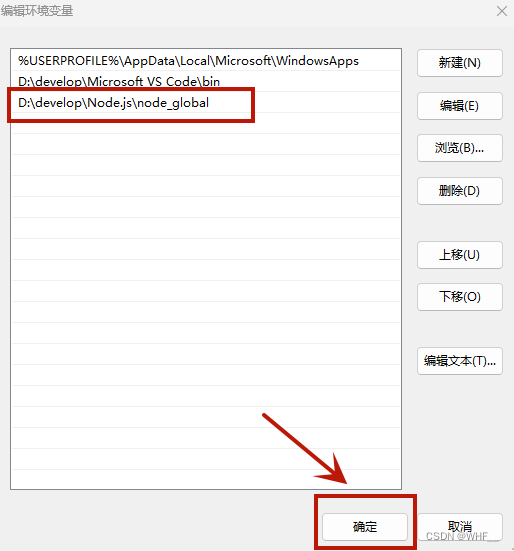 编辑环境变量
%USERPROFILE%\AppData\Local\Microsoft\WindowsApps
D:\develop\Microsoft VS Code\bin
D:\develop\Node.js\node_global
新建(N)
编辑(E)
浏览(B)...
删除(D)
上移(U)
下移(O)
编辑文本(T)...
确定
取消
CSDN @WHF__